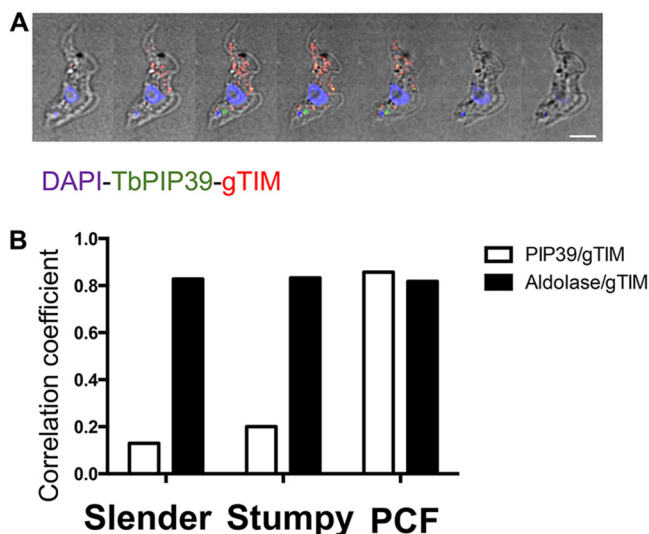 A
DAPI-TbPIP39-gTIM
B
Correlation coefficient
1.0
0.8
0.6
0.4
0.2
0.0
Slender Stumpy PCF
PIP39/gTIM
Aldolase/gTIM